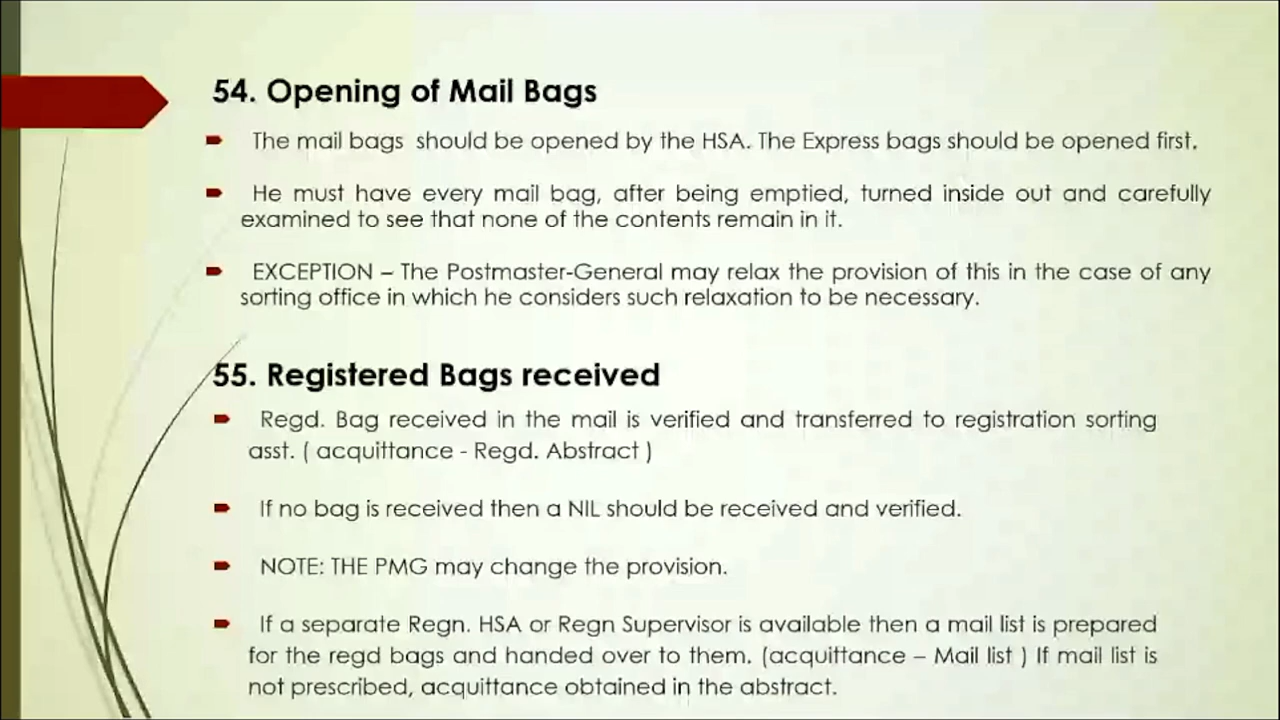 54. Opening of Mail Bags
The mail bags should be opened by the HSA. The Express bags should be opened first.
He must have every mail bag, after being emptied, turned inside out and carefully
examined to see that none of the contents remain in it.
EXCEPTION – The Postmaster-General may relax the provision of this in the case of any
sorting office in which he considers such relaxation to be necessary.
55. Registered Bags received
Regd. Bag received in the mail is verified and transferred to registration sorting
asst. ( acquittance - Regd. Abstract )
If no bag is received then a NIL should be received and verified.
NOTE: THE PMG may change the provision.
If a separate Regn. HSA or Regn Supervisor is available then a mail list is prepared
for the regd bags and handed over to them. (acquittance – Mail list ) If mail list is
not prescribed, acquittance obtained in the abstract.